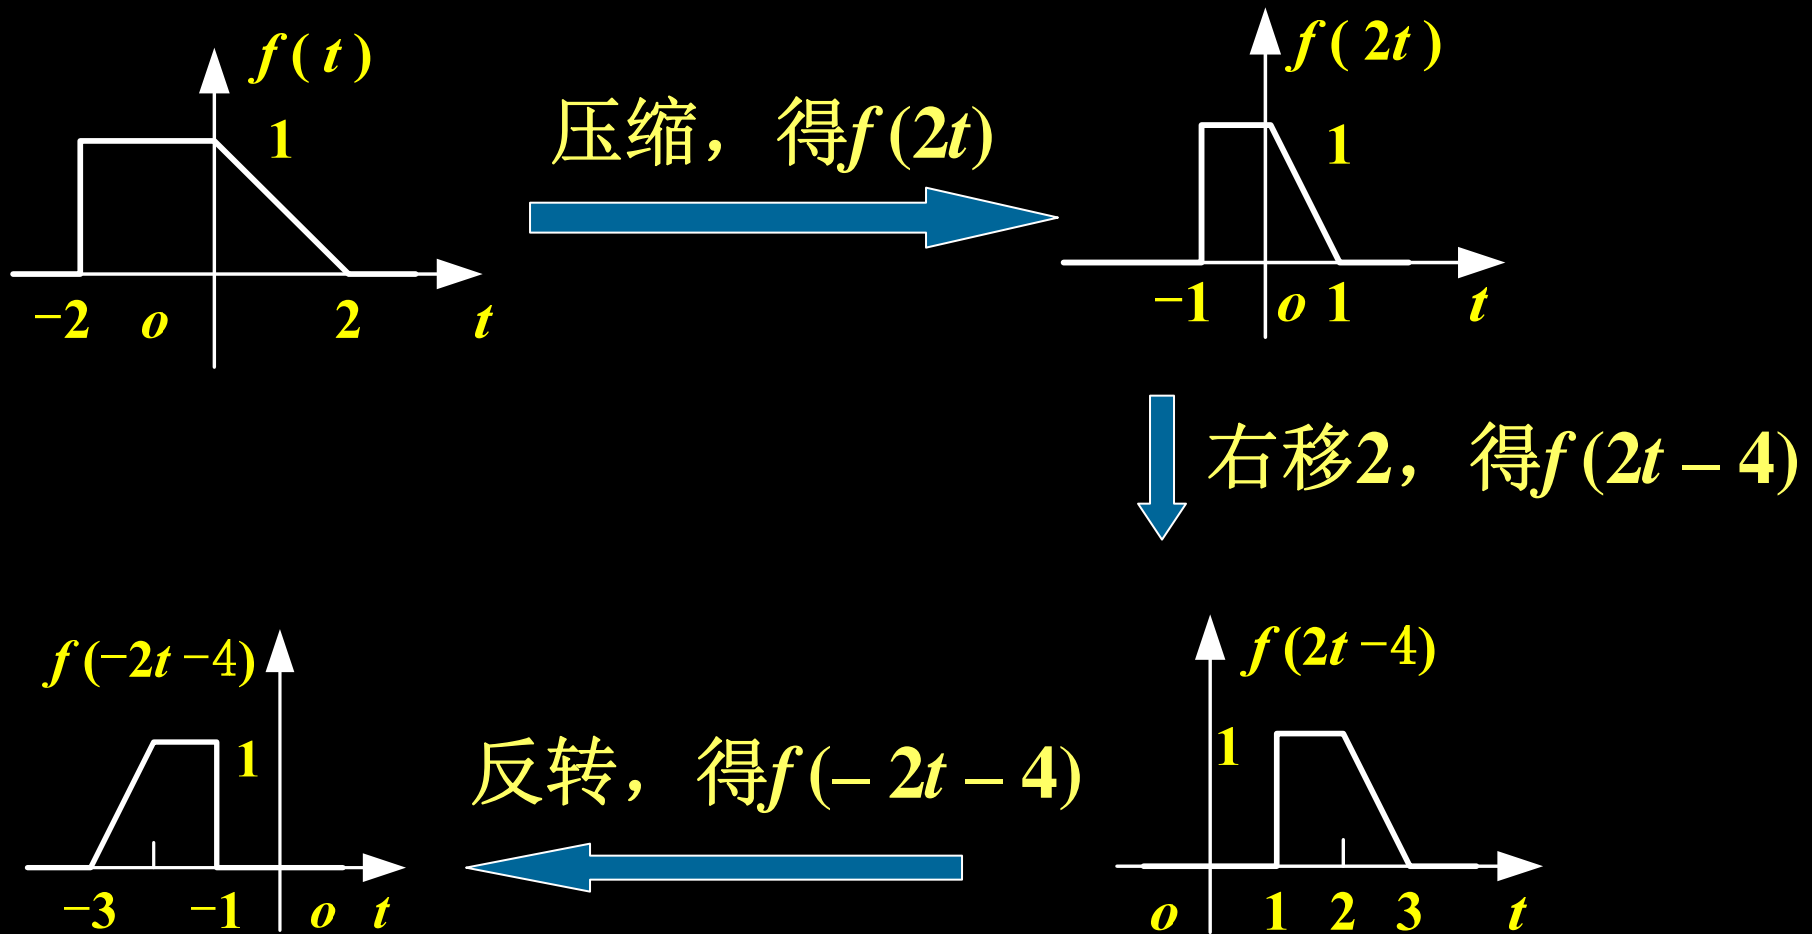 f(t)
1
−2 o 2 t
压缩，得f(2t)
f(2t)
1
−1 o 1 t
右移2，得f(2t – 4)
f(2t−4)
1
o 1 2 3 t
反转，得f(– 2t – 4)
f(−2t−4)
1
−3 −1 o t